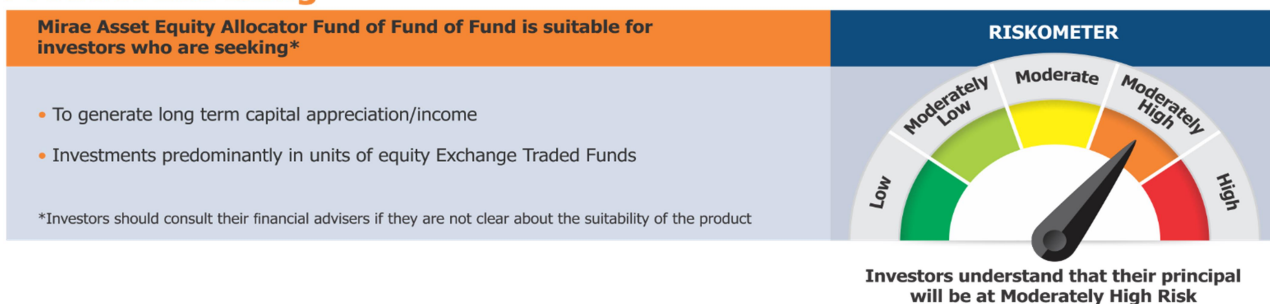 Mirae Asset Equity Allocator Fund of Fund of Fund is suitable for
investors who are seeking*
• To generate long term capital appreciation/income
• Investments predominantly in units of equity Exchange Traded Funds
*Investors should consult their financial advisers if they are not clear about the suitability of the product
RISKOMETER
Low
Moderately
Low
Moderate
Moderately
High
High
Investors understand that their principal
will be at Moderately High Risk